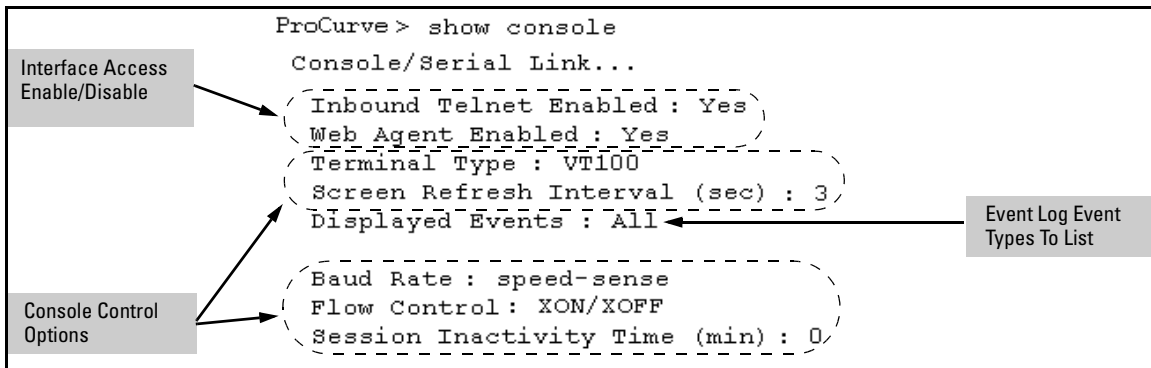 ProCurve> show console
Console/Serial Link...
Interface Access
Enable/Disable
Inbound Telnet Enabled : Yes
Web Agent Enabled : Yes
Terminal Type : VT100
Screen Refresh Interval (sec) : 3
Displayed Events : All
Event Log Event
Types To List
Baud Rate : speed-sense
Flow Control : XON/XOFF
Session Inactivity Time (min) : 0
Console Control
Options